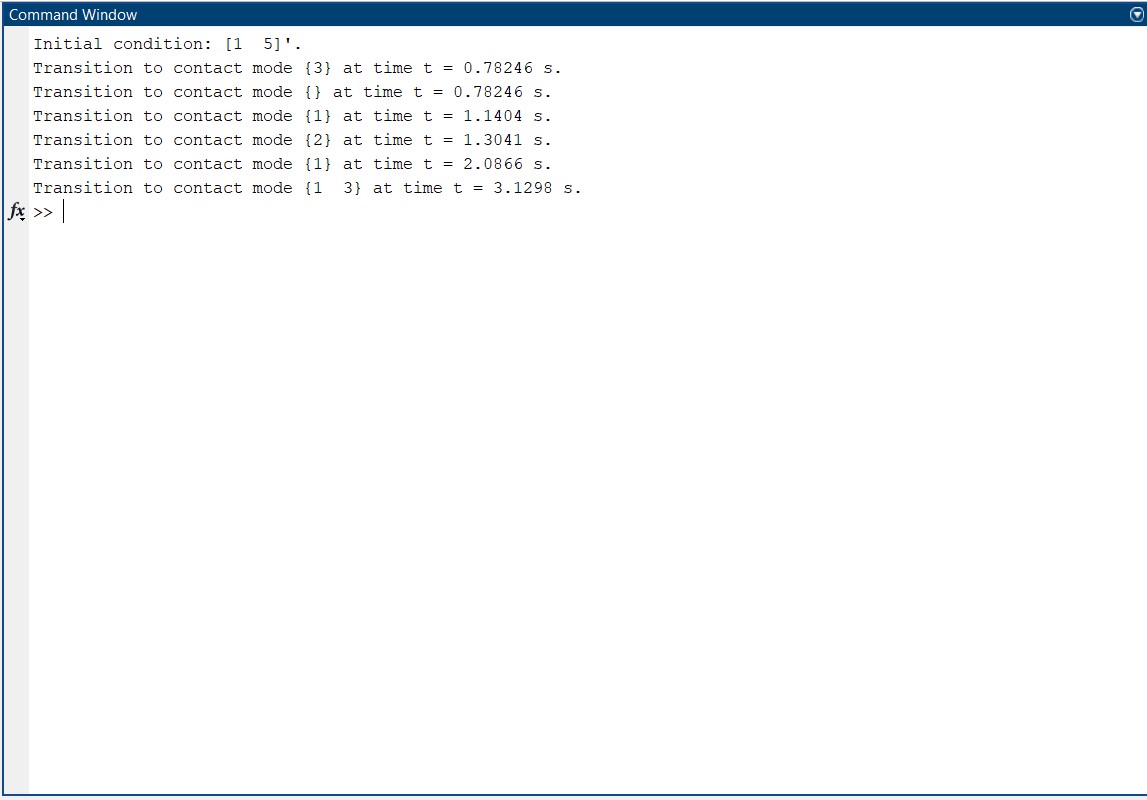 Command Window
Initial condition: [1  5]'.
Transition to contact mode {3} at time t = 0.78246 s.
Transition to contact mode {} at time t = 0.78246 s.
Transition to contact mode {1} at time t = 1.1404 s.
Transition to contact mode {2} at time t = 1.3041 s.
Transition to contact mode {1} at time t = 2.0866 s.
Transition to contact mode {1  3} at time t = 3.1298 s.
fx >>